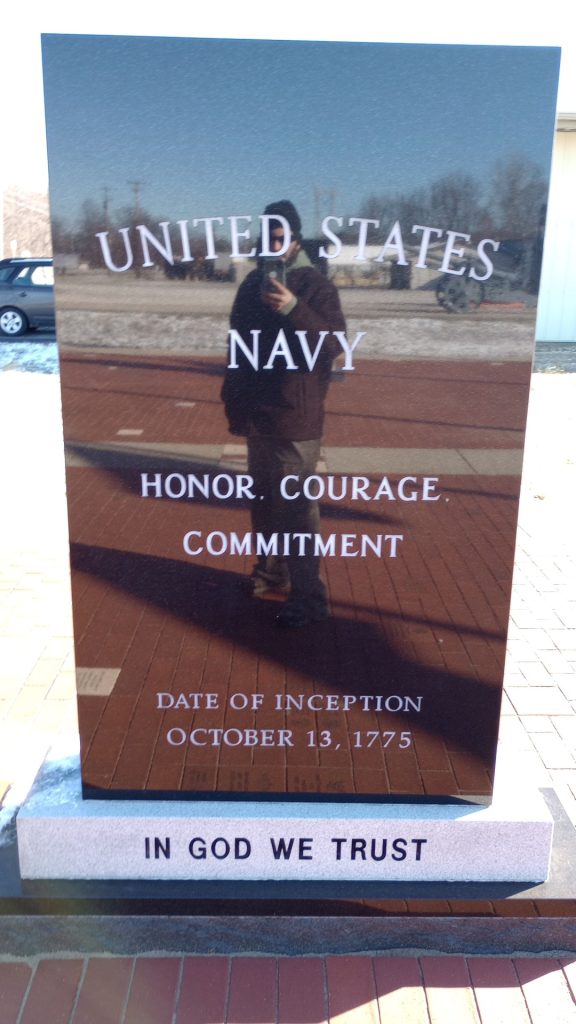 UNITED STATES
NAVY
HONOR. COURAGE.
COMMITMENT
DATE OF INCEPTION
OCTOBER 13, 1775
IN GOD WE TRUST